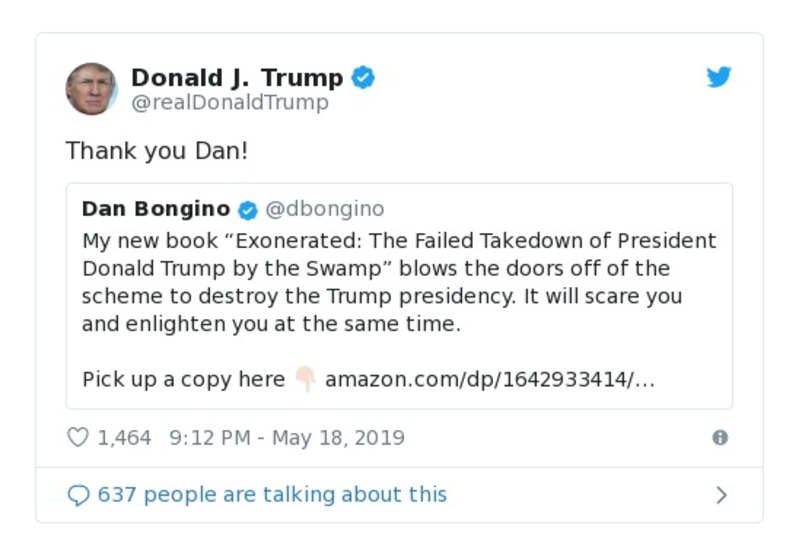 Donald J. Trump
@realDonaldTrump
Thank you Dan!
Dan Bongino @dbongino
My new book “Exonerated: The Failed Takedown of President
Donald Trump by the Swamp” blows the doors off of the
scheme to destroy the Trump presidency. It will scare you
and enlighten you at the same time.
Pick up a copy here 👇🏻 amazon.com/dp/1642933414/…
1,464 9:12 PM - May 18, 2019
637 people are talking about this